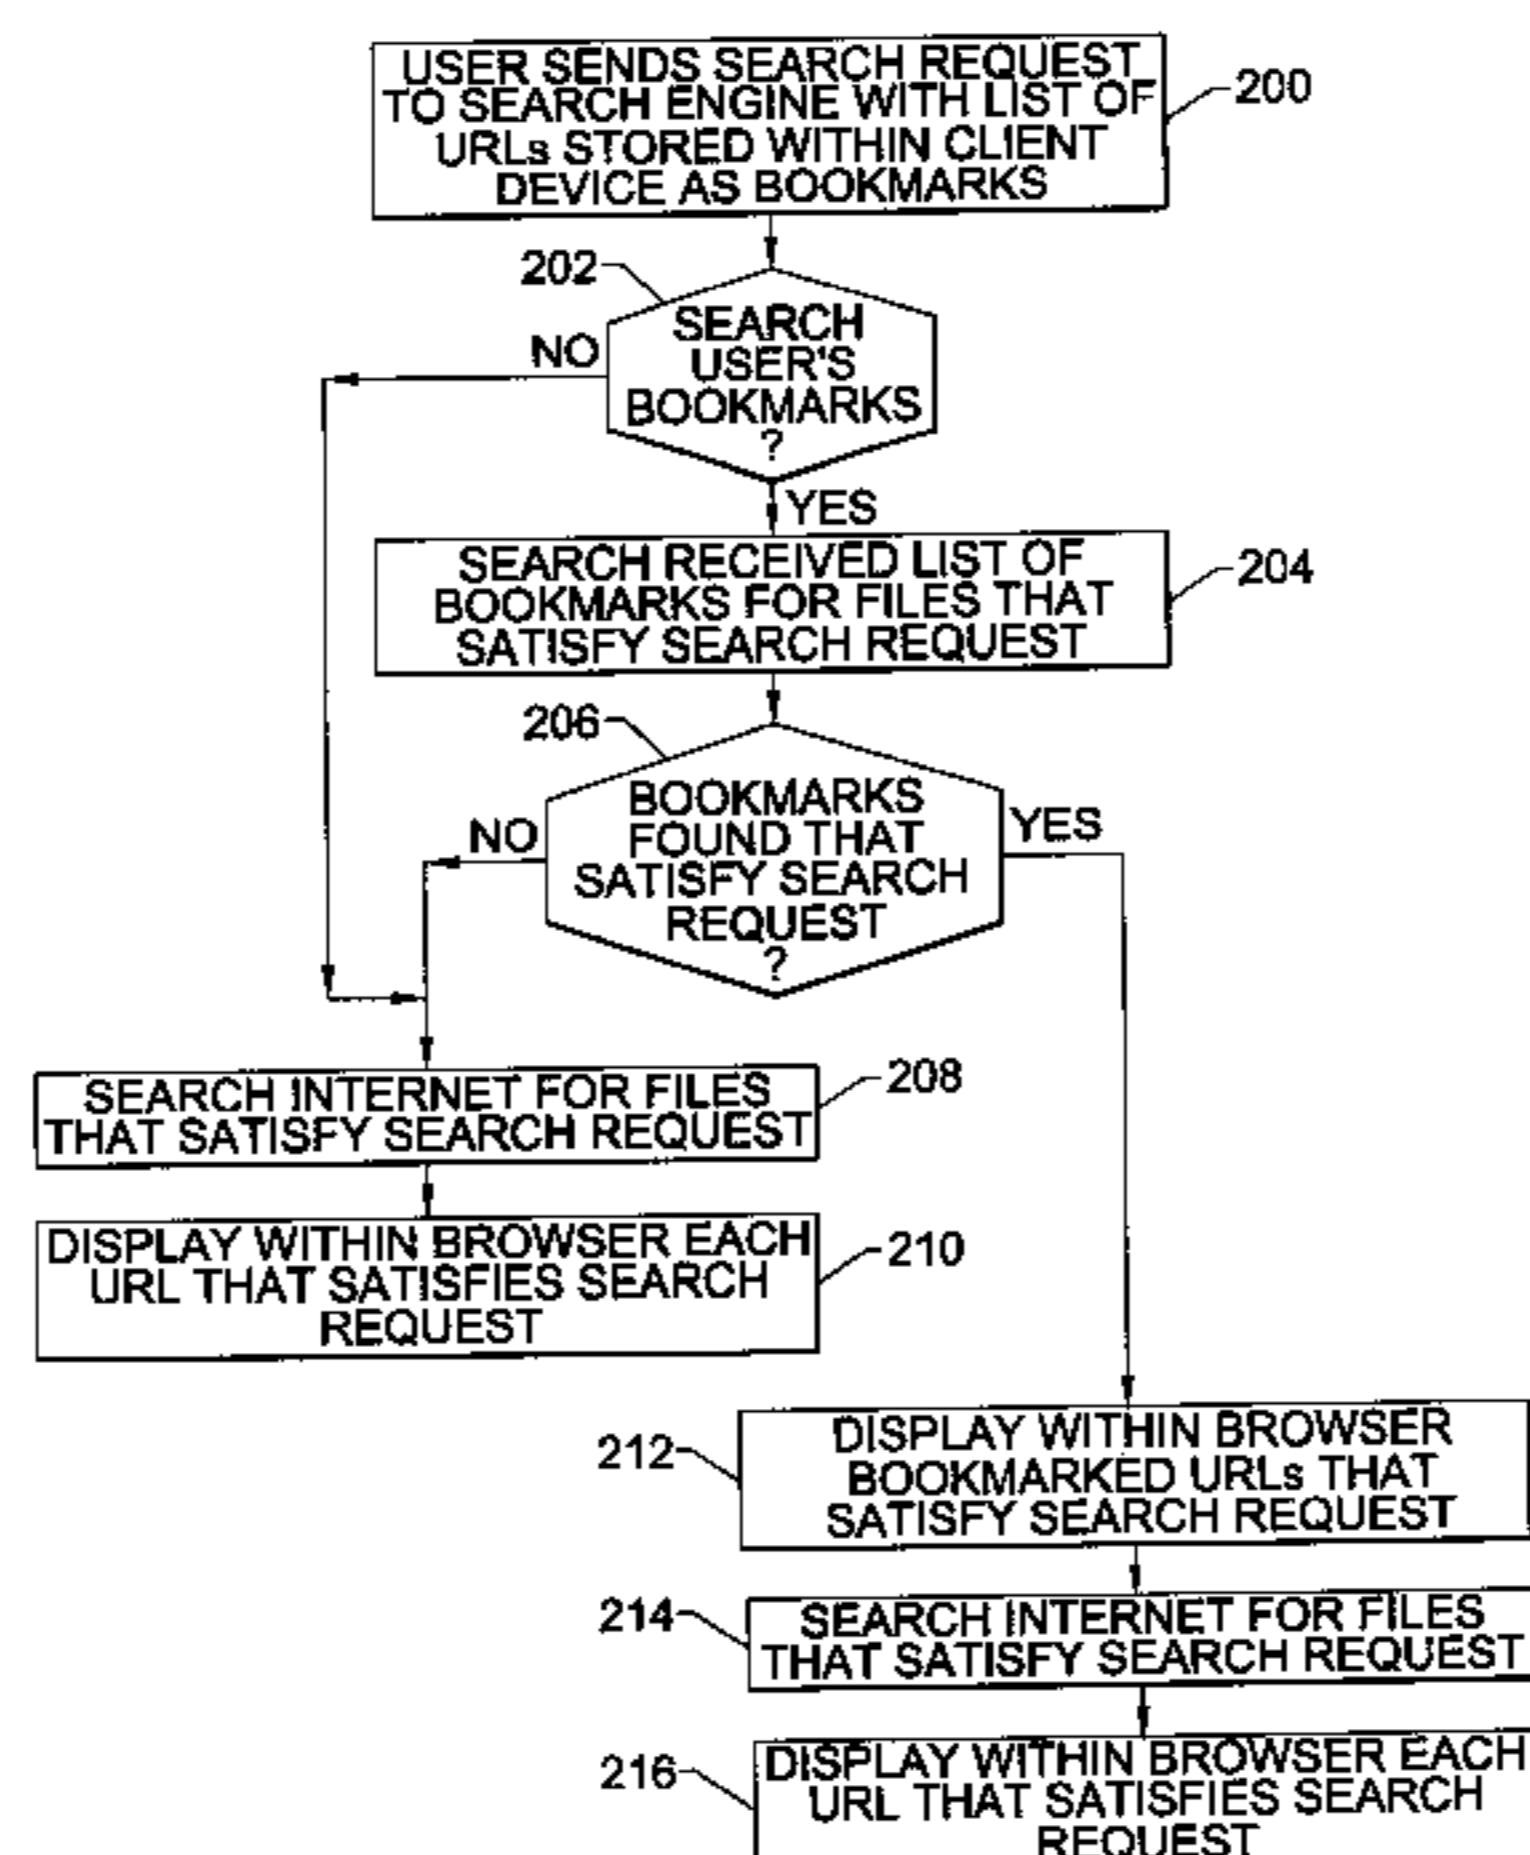 USER SENDS SEARCH REQUEST
TO SEARCH ENGINE WITH LIST OF
URLs STORED WITHIN CLIENT
DEVICE AS BOOKMARKS
200
202
SEARCH
USER'S
BOOKMARKS
?
NO
YES
SEARCH RECEIVED LIST OF
BOOKMARKS FOR FILES THAT
SATISFY SEARCH REQUEST
204
206
BOOKMARKS
FOUND THAT
SATISFY SEARCH
REQUEST
?
NO
YES
SEARCH INTERNET FOR FILES
THAT SATISFY SEARCH REQUEST
208
DISPLAY WITHIN BROWSER EACH
URL THAT SATISFIES SEARCH
REQUEST
210
212
DISPLAY WITHIN BROWSER
BOOKMARKED URLs THAT
SATISFY SEARCH REQUEST
214
SEARCH INTERNET FOR FILES
THAT SATISFY SEARCH REQUEST
216
DISPLAY WITHIN BROWSER EACH
URL THAT SATISFIES SEARCH
REQUEST